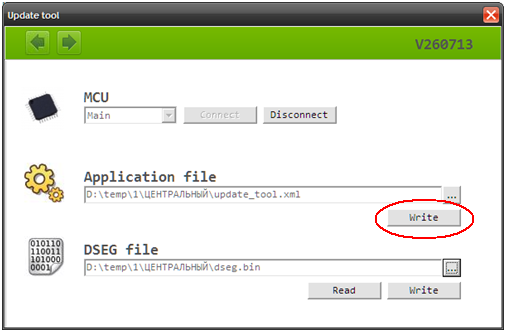 Update tool
V260713
MCU
Main
Connect
Disconnect
Application file
D:\temp\1\ЦЕНТРАЛЬНЫЙ\update_tool.xml
...
Write
010110
110011
101000
0001
DSEG file
D:\temp\1\ЦЕНТРАЛЬНЫЙ\dseg.bin
...
Read
Write